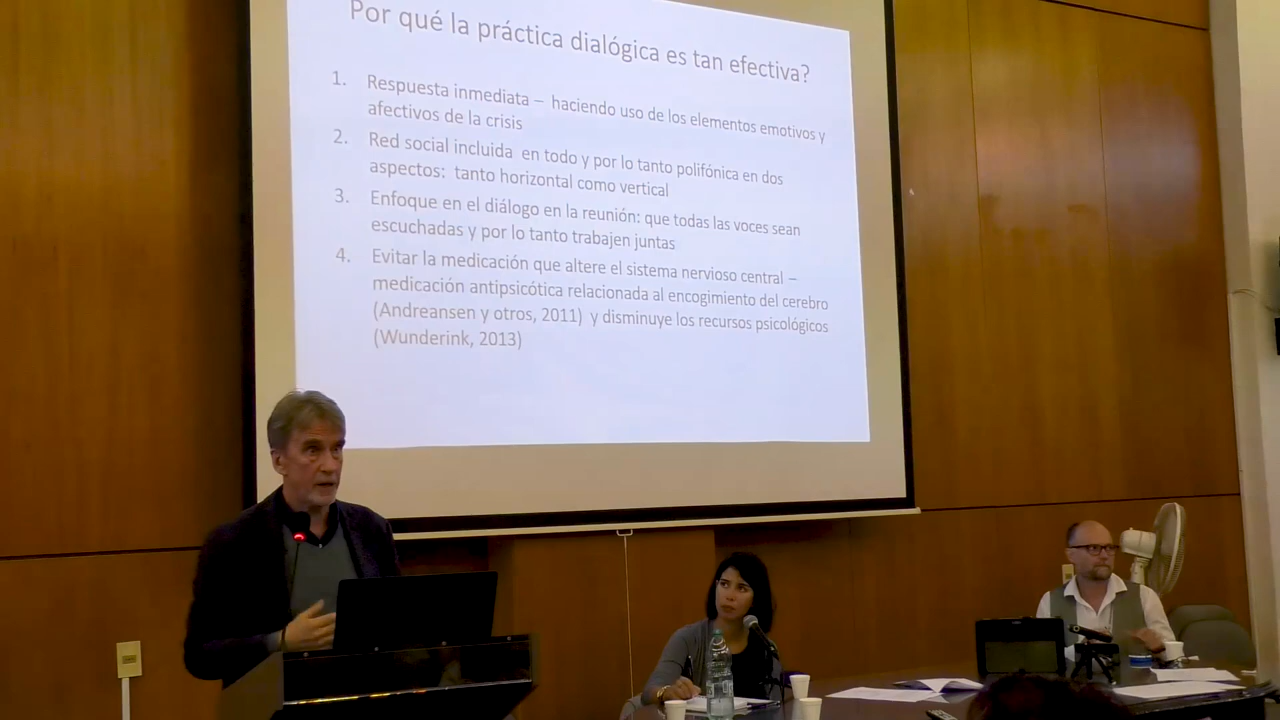 Por qué la práctica dialógica es tan efectiva?
1. Respuesta inmediata – haciendo uso de los elementos emotivos y
afectivos de la crisis
2. Red social incluida en todo y por lo tanto polifónica en dos
aspectos: tanto horizontal como vertical
3. Enfoque en el diálogo en la reunión: que todas las voces sean
escuchadas y por lo tanto trabajen juntas
4. Evitar la medicación que altere el sistema nervioso central –
medicación antipsicótica relacionada al encogimiento del cerebro
(Andreansen y otros, 2011) y disminuye los recursos psicológicos
(Wunderink, 2013)